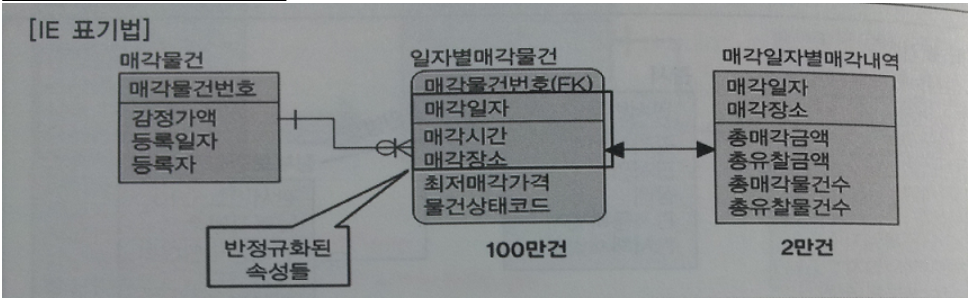 [IE 표기법]
매각물건
매각물건번호
감정가액
등록일자
등록자
일자별매각물건
매각물건번호(FK)
매각일자
매각시간
매각장소
최저매각가격
물건상태코드
100만건
반정규화된
속성들
매각일자별매각내역
매각일자
매각장소
총매각금액
총유찰금액
총매각물건수
총유찰물건수
2만건